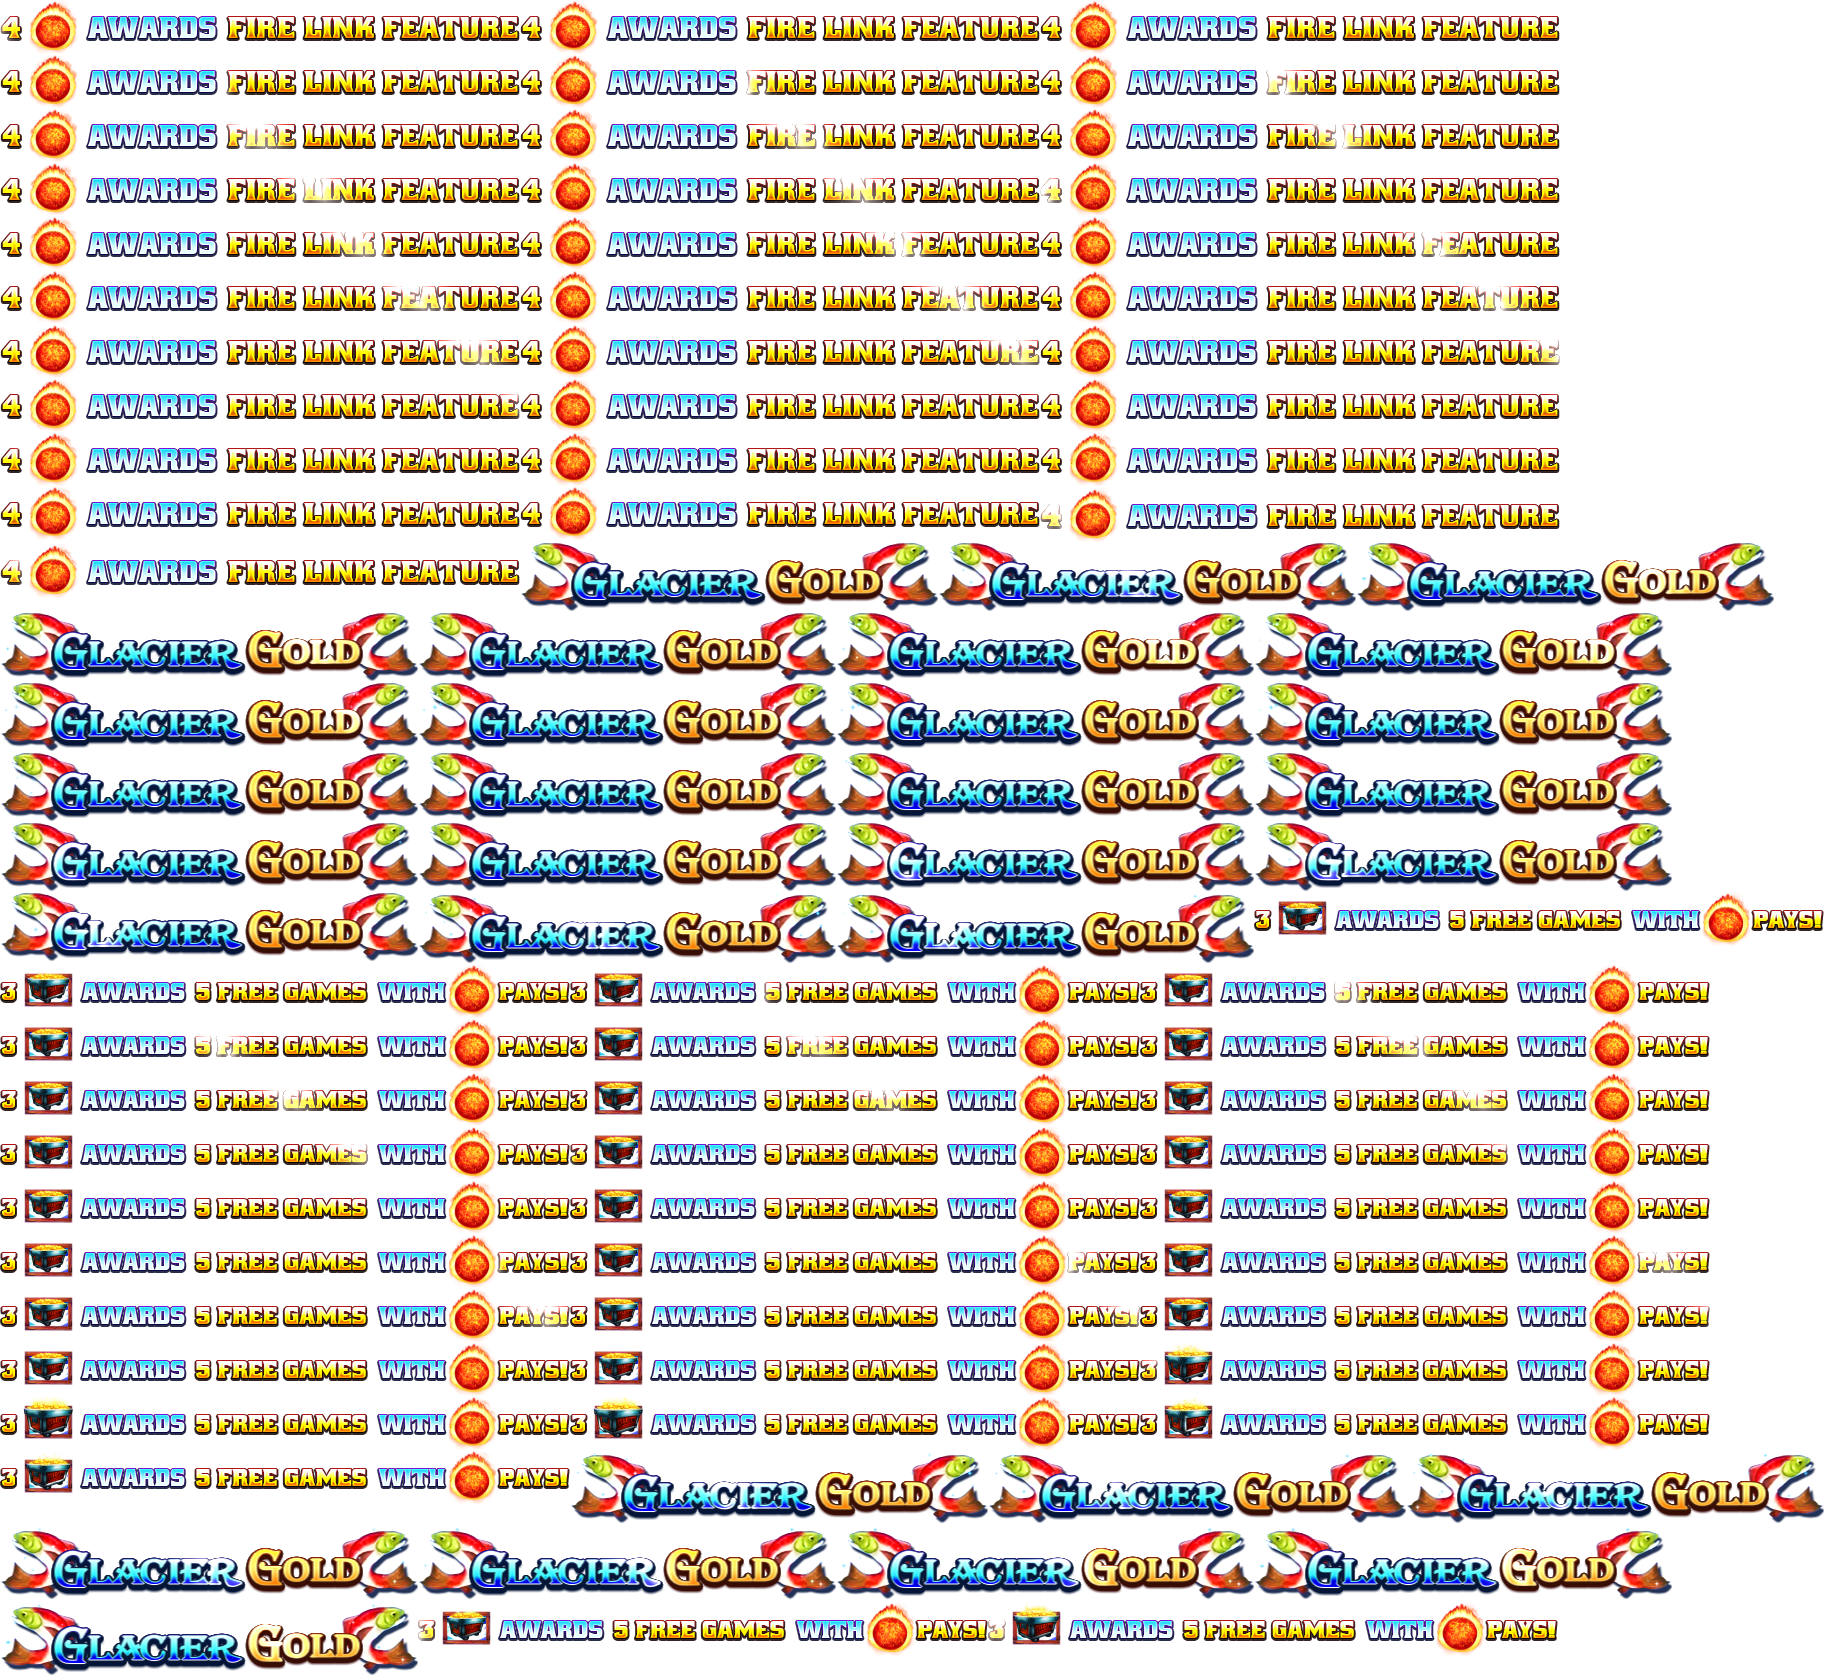 4 AWARDS FIRE LINK FEATURE 4 AWARDS FIRE LINK FEATURE 4 AWARDS FIRE LINK FEATURE
4 AWARDS FIRE LINK FEATURE 4 AWARDS FIRE LINK FEATURE 4 AWARDS FIRE LINK FEATURE
4 AWARDS FIRE LINK FEATURE 4 AWARDS FIRE LINK FEATURE 4 AWARDS FIRE LINK FEATURE
4 AWARDS FIRE LINK FEATURE 4 AWARDS FIRE LINK FEATURE 4 AWARDS FIRE LINK FEATURE
4 AWARDS FIRE LINK FEATURE 4 AWARDS FIRE LINK FEATURE 4 AWARDS FIRE LINK FEATURE
4 AWARDS FIRE LINK FEATURE 4 AWARDS FIRE LINK FEATURE 4 AWARDS FIRE LINK FEATURE
4 AWARDS FIRE LINK FEATURE 4 AWARDS FIRE LINK FEATURE 4 AWARDS FIRE LINK FEATURE
4 AWARDS FIRE LINK FEATURE 4 AWARDS FIRE LINK FEATURE 4 AWARDS FIRE LINK FEATURE
4 AWARDS FIRE LINK FEATURE 4 AWARDS FIRE LINK FEATURE 4 AWARDS FIRE LINK FEATURE
4 AWARDS FIRE LINK FEATURE 4 AWARDS FIRE LINK FEATURE 4 AWARDS FIRE LINK FEATURE
4 AWARDS FIRE LINK FEATURE GLACIER GOLD GLACIER GOLD GLACIER GOLD
GLACIER GOLD GLACIER GOLD GLACIER GOLD GLACIER GOLD
GLACIER GOLD GLACIER GOLD GLACIER GOLD GLACIER GOLD
GLACIER GOLD GLACIER GOLD GLACIER GOLD GLACIER GOLD
GLACIER GOLD GLACIER GOLD GLACIER GOLD GLACIER GOLD
GLACIER GOLD GLACIER GOLD GLACIER GOLD 3 AWARDS 5 FREE GAMES WITH PAYS!
3 AWARDS 5 FREE GAMES WITH PAYS! 3 AWARDS 5 FREE GAMES WITH PAYS! 3 AWARDS 5 FREE GAMES WITH PAYS!
3 AWARDS 5 FREE GAMES WITH PAYS! 3 AWARDS 5 FREE GAMES WITH PAYS! 3 AWARDS 5 FREE GAMES WITH PAYS!
3 AWARDS 5 FREE GAMES WITH PAYS! 3 AWARDS 5 FREE GAMES WITH PAYS! 3 AWARDS 5 FREE GAMES WITH PAYS!
3 AWARDS 5 FREE GAMES WITH PAYS! 3 AWARDS 5 FREE GAMES WITH PAYS! 3 AWARDS 5 FREE GAMES WITH PAYS!
3 AWARDS 5 FREE GAMES WITH PAYS! 3 AWARDS 5 FREE GAMES WITH PAYS! 3 AWARDS 5 FREE GAMES WITH PAYS!
3 AWARDS 5 FREE GAMES WITH PAYS! 3 AWARDS 5 FREE GAMES WITH PAYS! 3 AWARDS 5 FREE GAMES WITH PAYS!
3 AWARDS 5 FREE GAMES WITH PAYS! 3 AWARDS 5 FREE GAMES WITH PAYS! 3 AWARDS 5 FREE GAMES WITH PAYS!
3 AWARDS 5 FREE GAMES WITH PAYS! 3 AWARDS 5 FREE GAMES WITH PAYS! 3 AWARDS 5 FREE GAMES WITH PAYS!
3 AWARDS 5 FREE GAMES WITH PAYS! 3 AWARDS 5 FREE GAMES WITH PAYS! 3 AWARDS 5 FREE GAMES WITH PAYS!
3 AWARDS 5 FREE GAMES WITH PAYS! GLACIER GOLD GLACIER GOLD GLACIER GOLD
GLACIER GOLD GLACIER GOLD GLACIER GOLD GLACIER GOLD
GLACIER GOLD 3 AWARDS 5 FREE GAMES WITH PAYS! 3 AWARDS 5 FREE GAMES WITH PAYS!